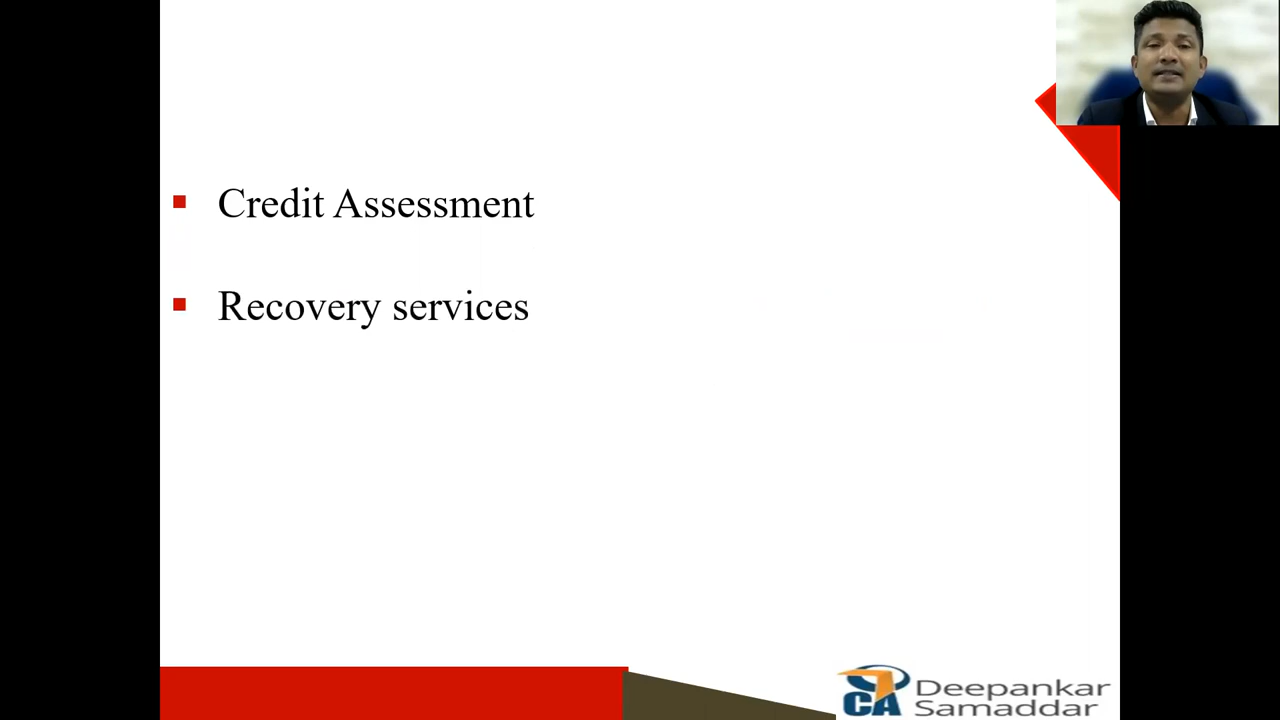 Credit Assessment
Recovery services
CA
Deepankar
Samaddar